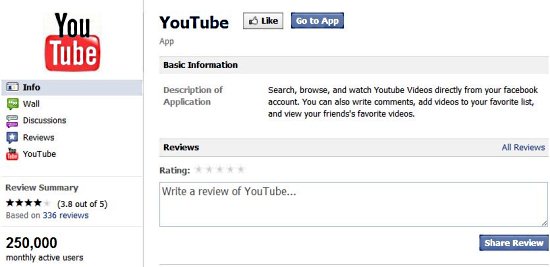 You
Tube
Info
Wall
Discussions
Reviews
YouTube
Review Summary
(3.8 out of 5)
Based on 336 reviews
250,000
monthly active users
YouTube
Like
Go to App
App
Basic Information
Description of
Application
Search, browse, and watch Youtube Videos directly from your facebook
account. You can also write comments, add videos to your favorite list,
and view your friends's favorite videos.
Reviews
All Reviews
Rating:
Write a review of YouTube...
Share Review